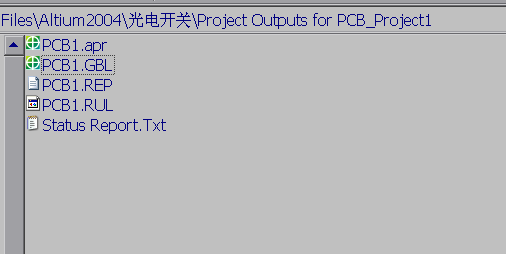 Files\Altium2004\光电开关\Project Outputs for PCB_Project1
PCB1.apr
PCB1.GBL
PCB1.REP
PCB1.RUL
Status Report.Txt